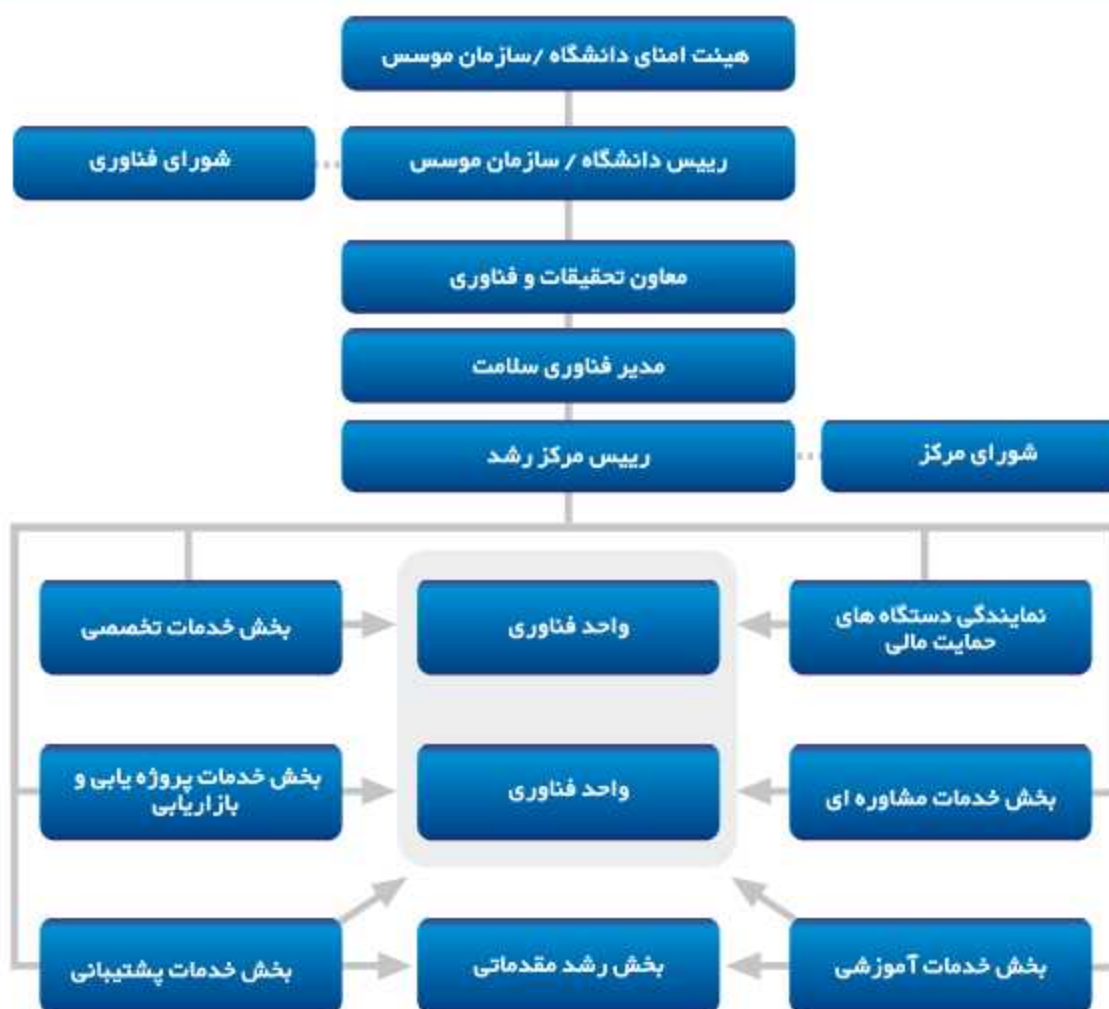 هیئت امنای دانشگاه /سازمان موسس
رییس دانشگاه / سازمان موسس
شورای فناوری
معاون تحقیقات و فناوری
مدیر فناوری سلامت
رییس مرکز رشد
شورای مرکز
نمایندگی دستگاه های
حمایت مالی
واحد فناوری
بخش خدمات تخصصی
بخش خدمات مشاوره ای
واحد فناوری
بخش خدمات پروژه یابی و
بازاریابی
بخش خدمات آموزشی
بخش رشد مقدماتی
بخش خدمات پشتیبانی